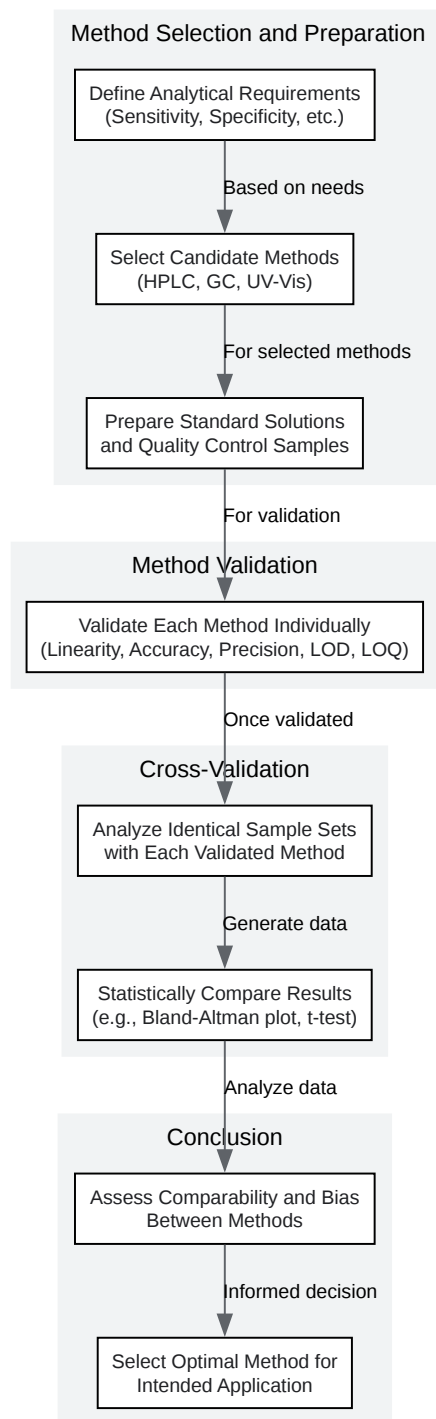 Method Selection and Preparation
Define Analytical Requirements
(Sensitivity, Specificity, etc.)
Based on needs
Select Candidate Methods
(HPLC, GC, UV-Vis)
For selected methods
Prepare Standard Solutions
and Quality Control Samples
For validation
Method Validation
Validate Each Method Individually
(Linearity, Accuracy, Precision, LOD, LOQ)
Once validated
Cross-Validation
Analyze Identical Sample Sets
with Each Validated Method
Generate data
Statistically Compare Results
(e.g., Bland-Altman plot, t-test)
Analyze data
Conclusion
Assess Comparability and Bias
Between Methods
Informed decision
Select Optimal Method for
Intended Application